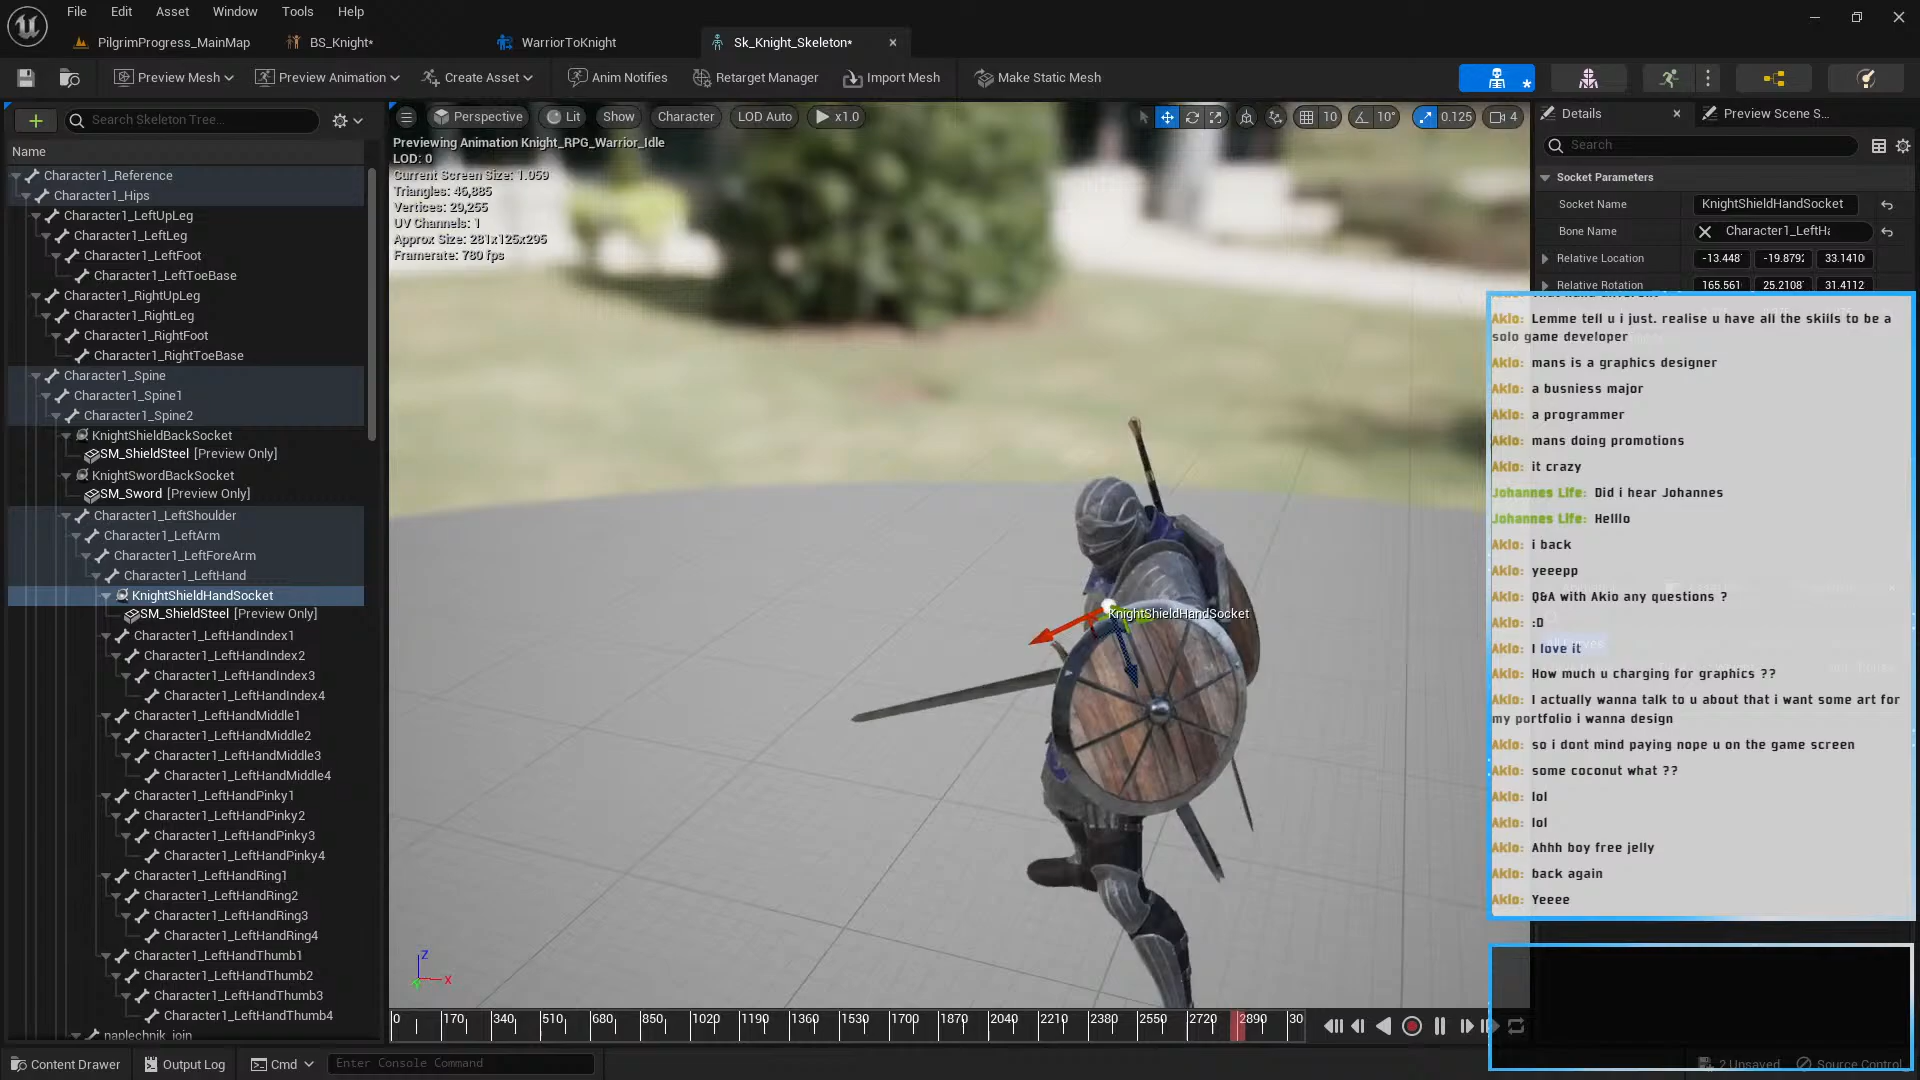 File Edit Asset Window Tools Help
PilgrimProgress_MainMap BS_Knight* WarriorToKnight Sk_Knight_Skeleton*
Preview Mesh Preview Animation Create Asset Anim Notifies Retarget Manager Import Mesh Make Static Mesh
Search Skeleton Tree...
Perspective Lit Show Character LOD Auto x1.0 10 10° 0.125 4
Details Preview Scene S...
Search
Name
Character1_Reference
Character1_Hips
Character1_LeftUpLeg
Character1_LeftLeg
Character1_LeftFoot
Character1_LeftToeBase
Character1_RightUpLeg
Character1_RightLeg
Character1_RightFoot
Character1_RightToeBase
Character1_Spine
Character1_Spine1
Character1_Spine2
KnightShieldBackSocket
SM_ShieldSteel [Preview Only]
KnightSwordBackSocket
SM_Sword [Preview Only]
Character1_LeftShoulder
Character1_LeftArm
Character1_LeftForeArm
Character1_LeftHand
KnightShieldHandSocket
SM_ShieldSteel [Preview Only]
Character1_LeftHandIndex1
Character1_LeftHandIndex2
Character1_LeftHandIndex3
Character1_LeftHandIndex4
Character1_LeftHandMiddle1
Character1_LeftHandMiddle2
Character1_LeftHandMiddle3
Character1_LeftHandMiddle4
Character1_LeftHandPinky1
Character1_LeftHandPinky2
Character1_LeftHandPinky3
Character1_LeftHandPinky4
Character1_LeftHandRing1
Character1_LeftHandRing2
Character1_LeftHandRing3
Character1_LeftHandRing4
Character1_LeftHandThumb1
Character1_LeftHandThumb2
Character1_LeftHandThumb3
Character1_LeftHandThumb4
naplechnik_join
Previewing Animation Knight_RPG_Warrior_Idle
LOD: 0
Current Screen Size: 1.059
Triangles: 46,885
Vertices: 29,255
UV Channels: 1
Approx Size: 281x125x295
Framerate: 780 fps
KnightShieldHandSocket
Z
X
0 170 340 510 680 850 1020 1190 1360 1530 1700 1870 2040 2210 2380 2550 2720 2890 30
Socket Parameters
Socket Name KnightShieldHandSocket
Bone Name Character1_LeftHa
Relative Location -13.448 -19.879 33.1410
Relative Rotation 165.561 25.2108 31.4112
Akio: Lemme tell u i just. realise u have all the skills to be a
solo game developer
Akio: mans is a graphics designer
Akio: a busniess major
Akio: a programmer
Akio: mans doing promotions
Akio: it crazy
Johannes Life: Did i hear Johannes
Johannes Life: Helllo
Akio: i back
Akio: yeeepp
Akio: Q&A with Akio any questions ?
Akio: :O
Akio: I love it
Akio: How much u charging for graphics ??
Akio: I actually wanna talk to u about that i want some art for
my portfolio i wanna design
Akio: so i dont mind paying nope u on the game screen
Akio: some coconut what ??
Akio: lol
Akio: lol
Akio: Ahhh boy free jelly
Akio: back again
Akio: Yeeee
Content Drawer Output Log Cmd Enter Console Command
2 Unsaved Source Control